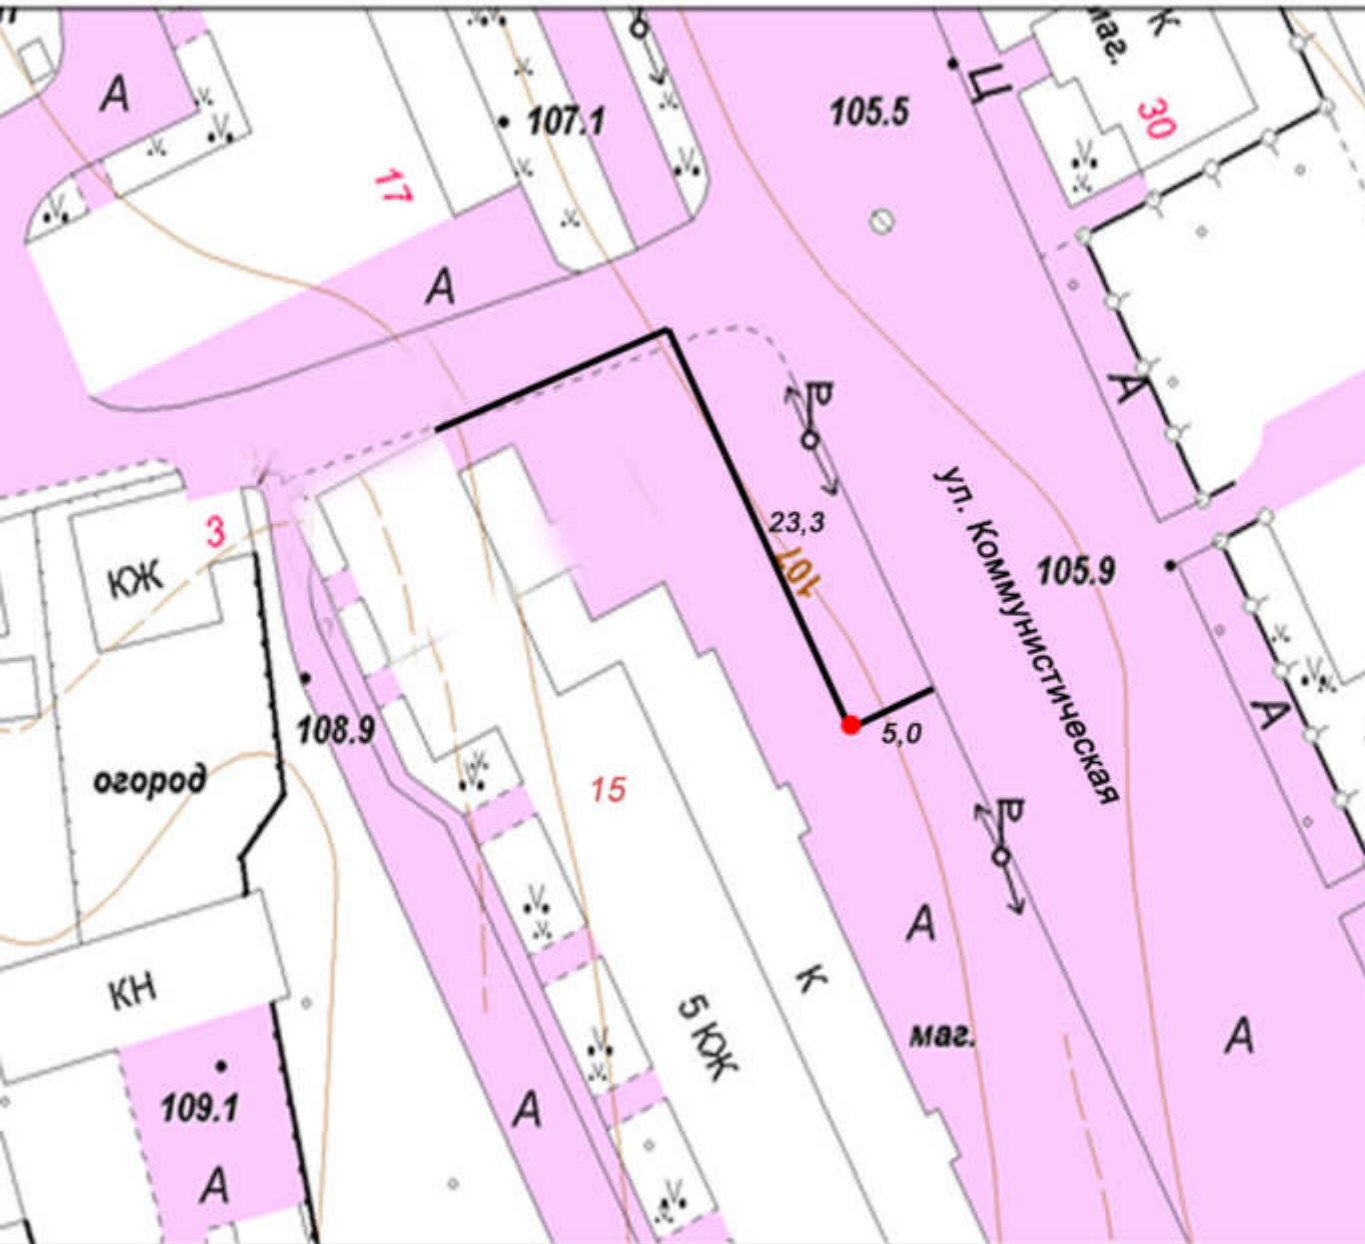 К
маг.
30
Ц
А
107.1
105.5
17
А
А
Р
23,3
107
ул. Коммунистическая
105.9
3
КЖ
108.9
огород
5,0
15
А
Р
А
К
маг.
А
КН
5 КЖ
109.1
А
А